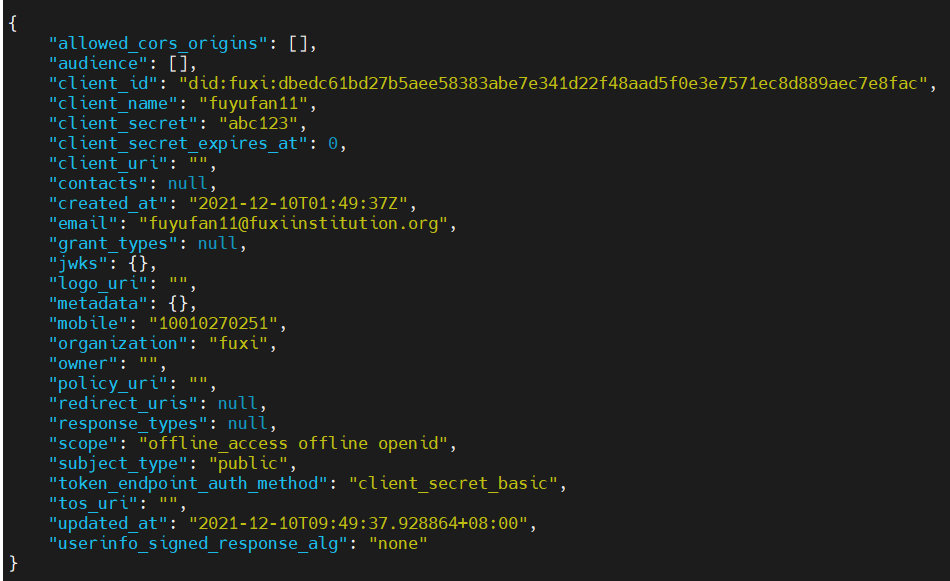 {
    "allowed_cors_origins": [],
    "audience": [],
    "client_id": "did:fuxi:dbedc61bd27b5aee58383abe7e341d22f48aad5f0e3e7571ec8d889aec7e8fac",
    "client_name": "fuyufan11",
    "client_secret": "abc123",
    "client_secret_expires_at": 0,
    "client_uri": "",
    "contacts": null,
    "created_at": "2021-12-10T01:49:37Z",
    "email": "fuyufan11@fuxiinstitution.org",
    "grant_types": null,
    "jwks": {},
    "logo_uri": "",
    "metadata": {},
    "mobile": "10010270251",
    "organization": "fuxi",
    "owner": "",
    "policy_uri": "",
    "redirect_uris": null,
    "response_types": null,
    "scope": "offline_access offline openid",
    "subject_type": "public",
    "token_endpoint_auth_method": "client_secret_basic",
    "tos_uri": "",
    "updated_at": "2021-12-10T09:49:37.928864+08:00",
    "userinfo_signed_response_alg": "none"
}